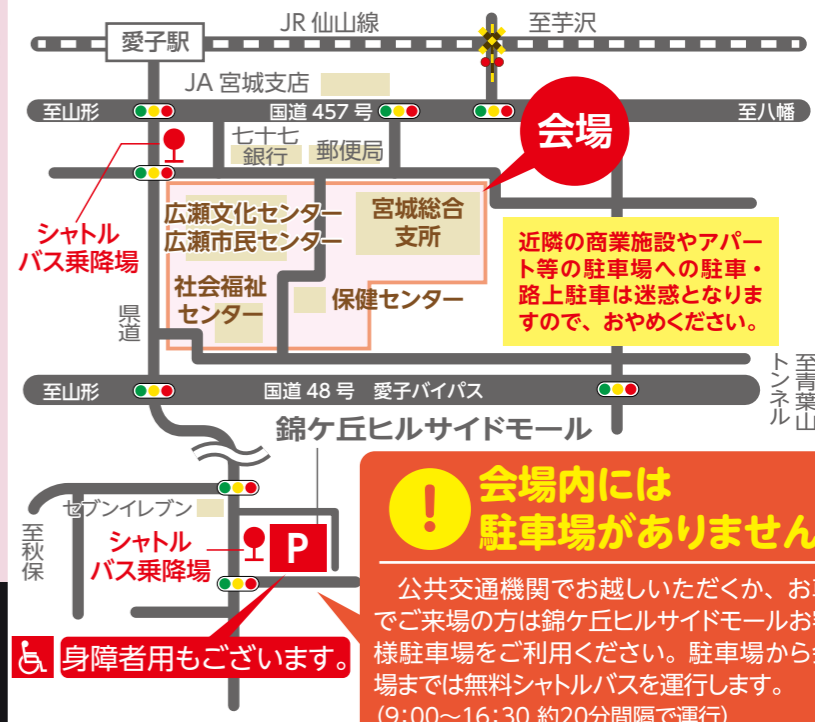 JR 仙山線
至芋沢
愛子駅
JA 宮城支店
至山形
国道 457 号
至八幡
七十七
銀行
郵便局
会場
シャトル
バス乗降場
広瀬文化センター
広瀬市民センター
宮城総合
支所
社会福祉
センター
保健センター
近隣の商業施設やアパー
ト等の駐車場への駐車・
路上駐車は迷惑となりま
すので、おやめください。
県道
至青葉山
トンネル
至山形
国道 48 号 愛子バイパス
錦ケ丘ヒルサイドモール
セブンイレブン
至秋保
シャトル
バス乗降場
P
身障者用もございます。
!
会場内には
駐車場がありません
公共交通機関でお越しいただくか、お
でご来場の方は錦ケ丘ヒルサイドモールお
様駐車場をご利用ください。駐車場から
場までは無料シャトルバスを運行します。
(9:00〜16:30 約20分間隔で運行)